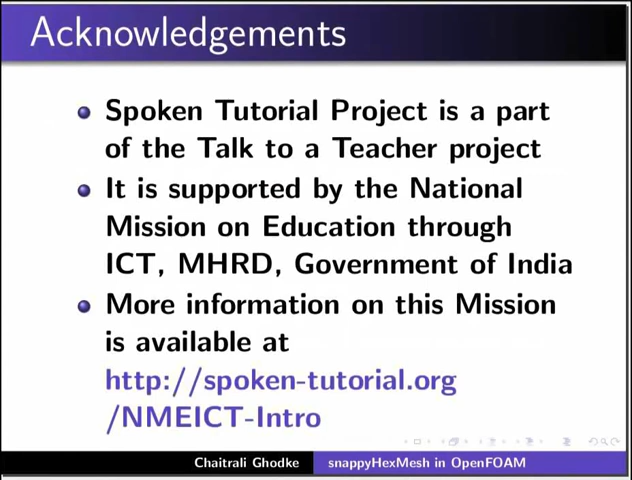 Acknowledgements
Spoken Tutorial Project is a part
of the Talk to a Teacher project
It is supported by the National
Mission on Education through
ICT, MHRD, Government of India
More information on this Mission
is available at
http://spoken-tutorial.org
/NMEICT-Intro
Chaitrali Ghodke snappyHexMesh in OpenFOAM